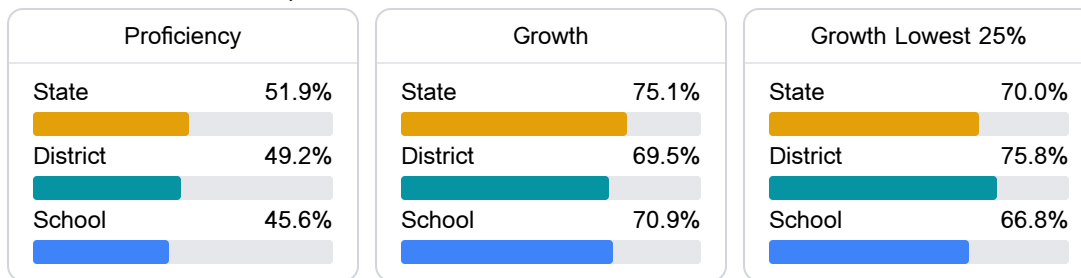 Proficiency
State 51.9%
District 49.2%
School 45.6%
Growth
State 75.1%
District 69.5%
School 70.9%
Growth Lowest 25%
State 70.0%
District 75.8%
School 66.8%